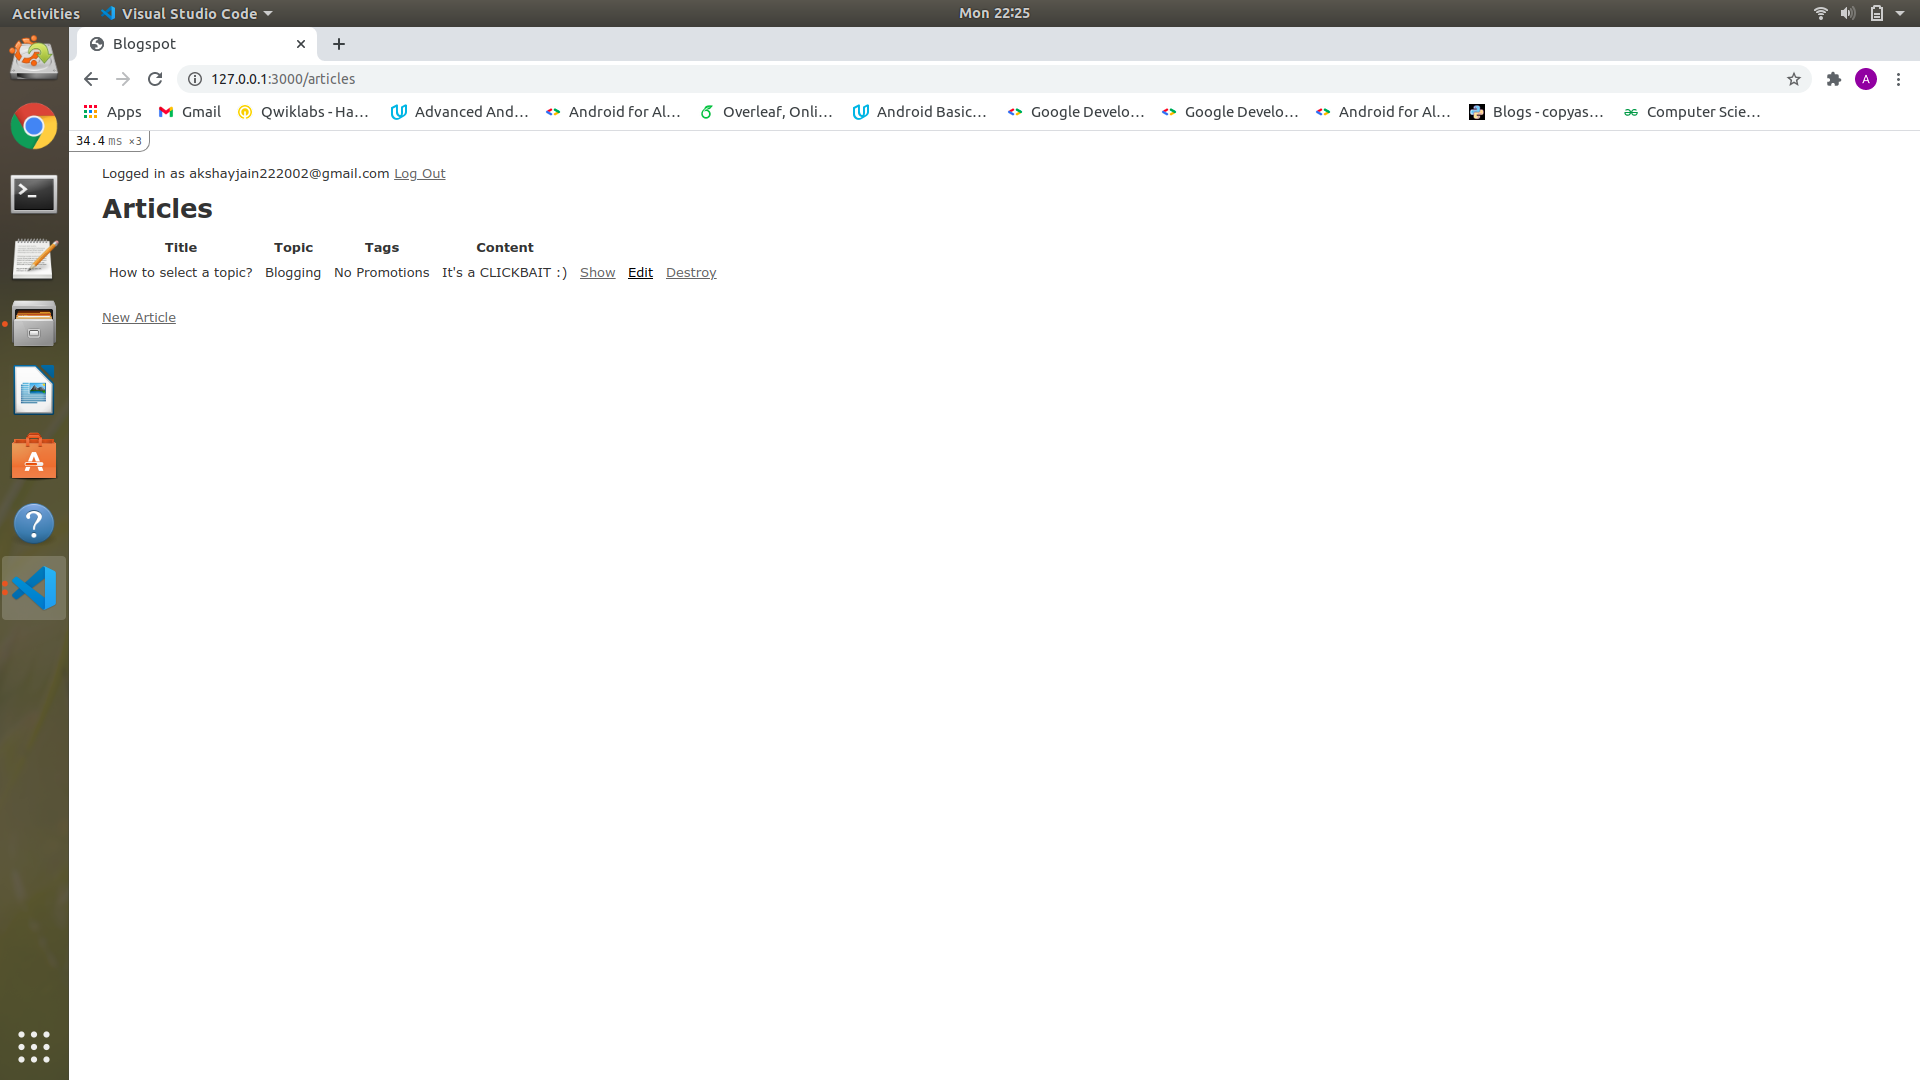 Activities Visual Studio Code Mon 22:25
Blogspot
127.0.0.1:3000/articles A
Apps Gmail Qwiklabs - Ha... Advanced And... Android for Al... Overleaf, Onli... Android Basic... Google Develo... Google Develo... Android for Al... Blogs - copyas... Computer Scie...
34.4 ms ×3
Logged in as akshayjain222002@gmail.com Log Out
Articles
Title Topic Tags Content
How to select a topic? Blogging No Promotions It's a CLICKBAIT :) Show Edit Destroy
New Article